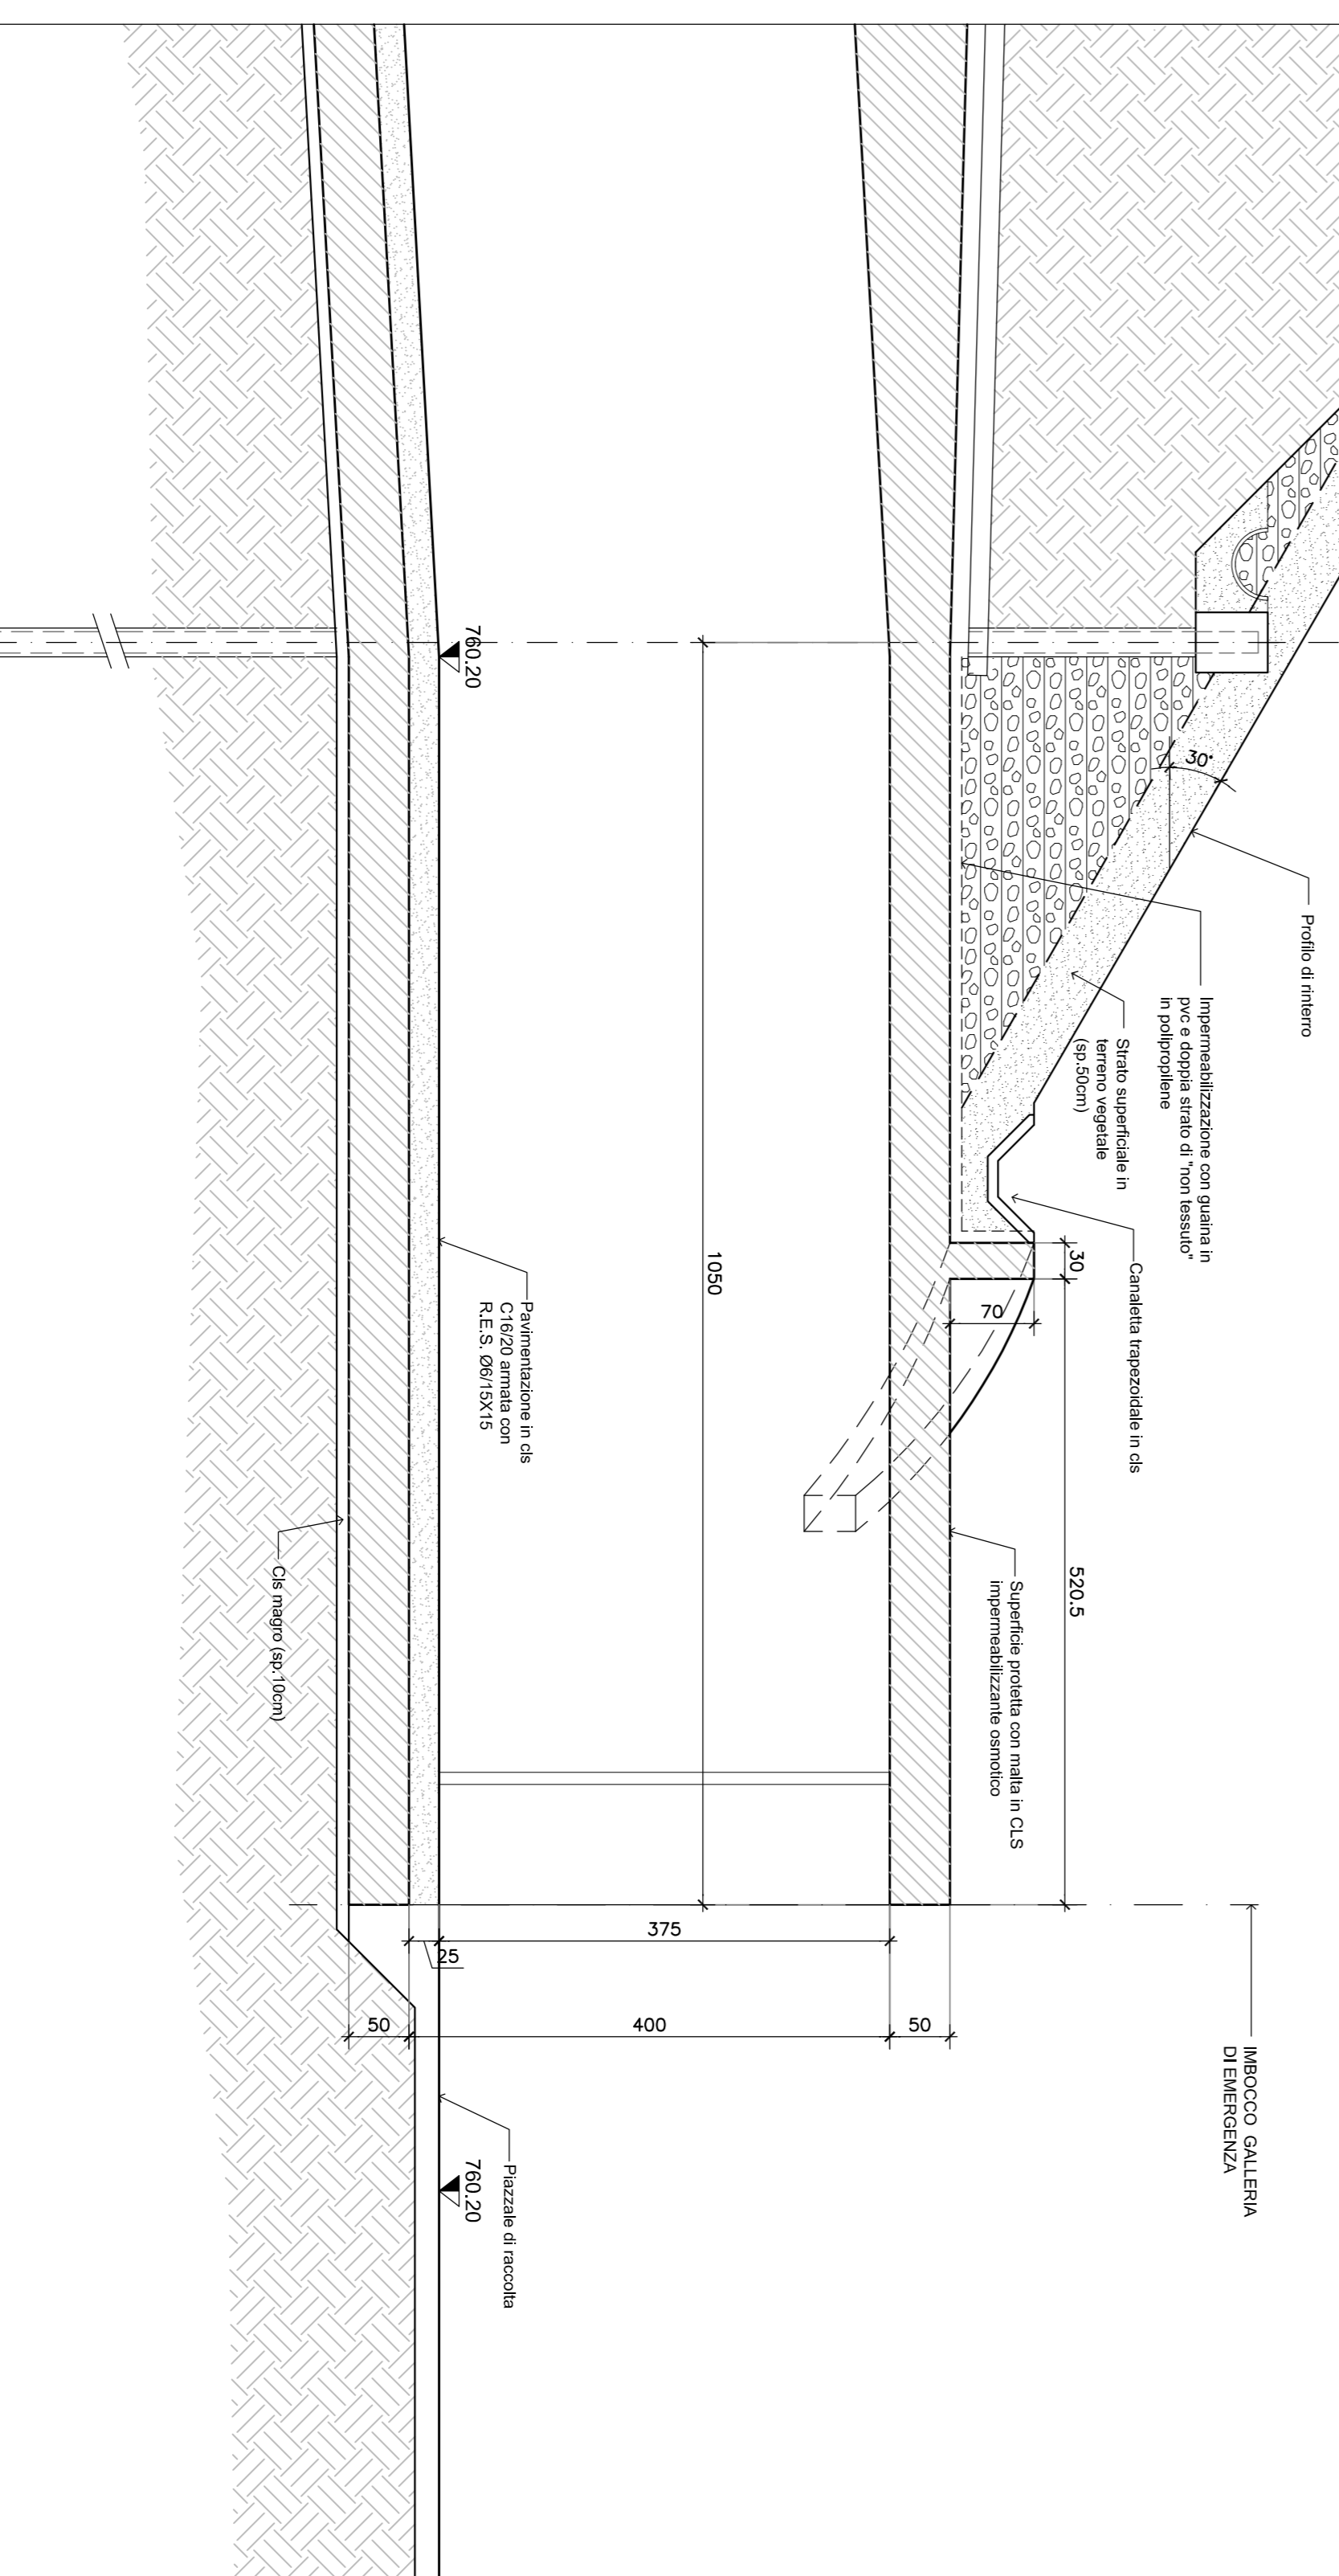 IMBOCCO GALLERIA
DI EMERGENZA
Profilo di rinterro
Impermeabilizzazione con guaina in
pvc e doppia strato di "non tessuto"
in polipropilene
Strato superficiale in
terreno vegetale
(sp.50cm)
Canaletta trapezoidale in cls
30°
30
520.5
70
Superficie protetta con malta in CLS
impermeabilizzante osmotico
1050
Pavimentazione in cls
C16/20 armata con
R.E.S. Ø6/15X15
760.20
Piazzale di raccolta
760.20
375
25
50
400
50
Cls magro (sp.10cm)